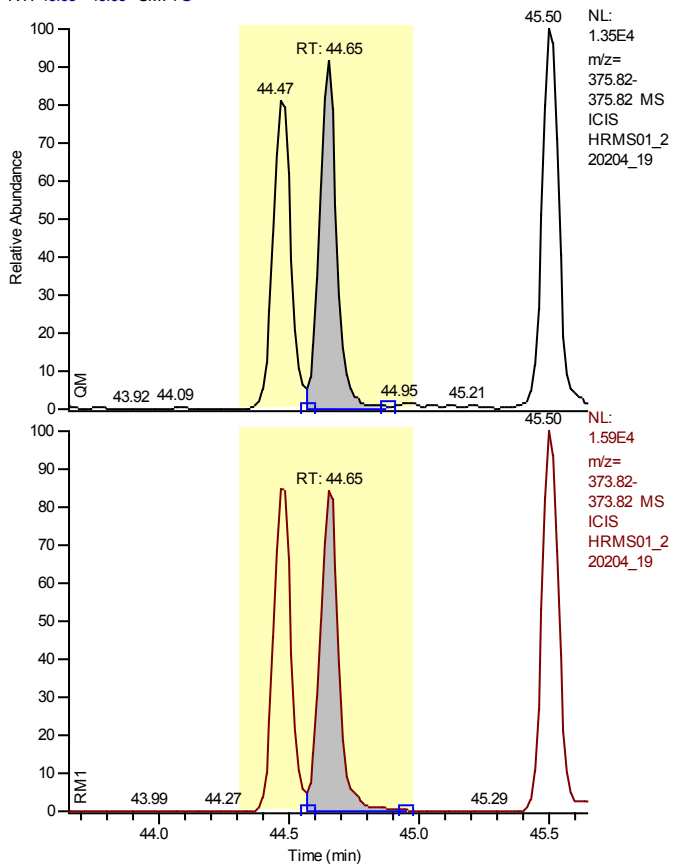 45.50
NL:
1.35E4
m/z=
375.82-
375.82 MS
ICIS
HRMS01_2
20204_19
100
RT: 44.65
44.47
90
80
70
60
50
40
30
20
10
0
Relative Abundance
QM
43.92 44.09
44.95
45.21
NL:
1.59E4
m/z=
373.82-
373.82 MS
ICIS
HRMS01_2
20204_19
45.50
100
RT: 44.65
90
80
70
60
50
40
30
20
10
0
RM1
43.99 44.27
45.29
44.0 44.5 45.0 45.5
Time (min)